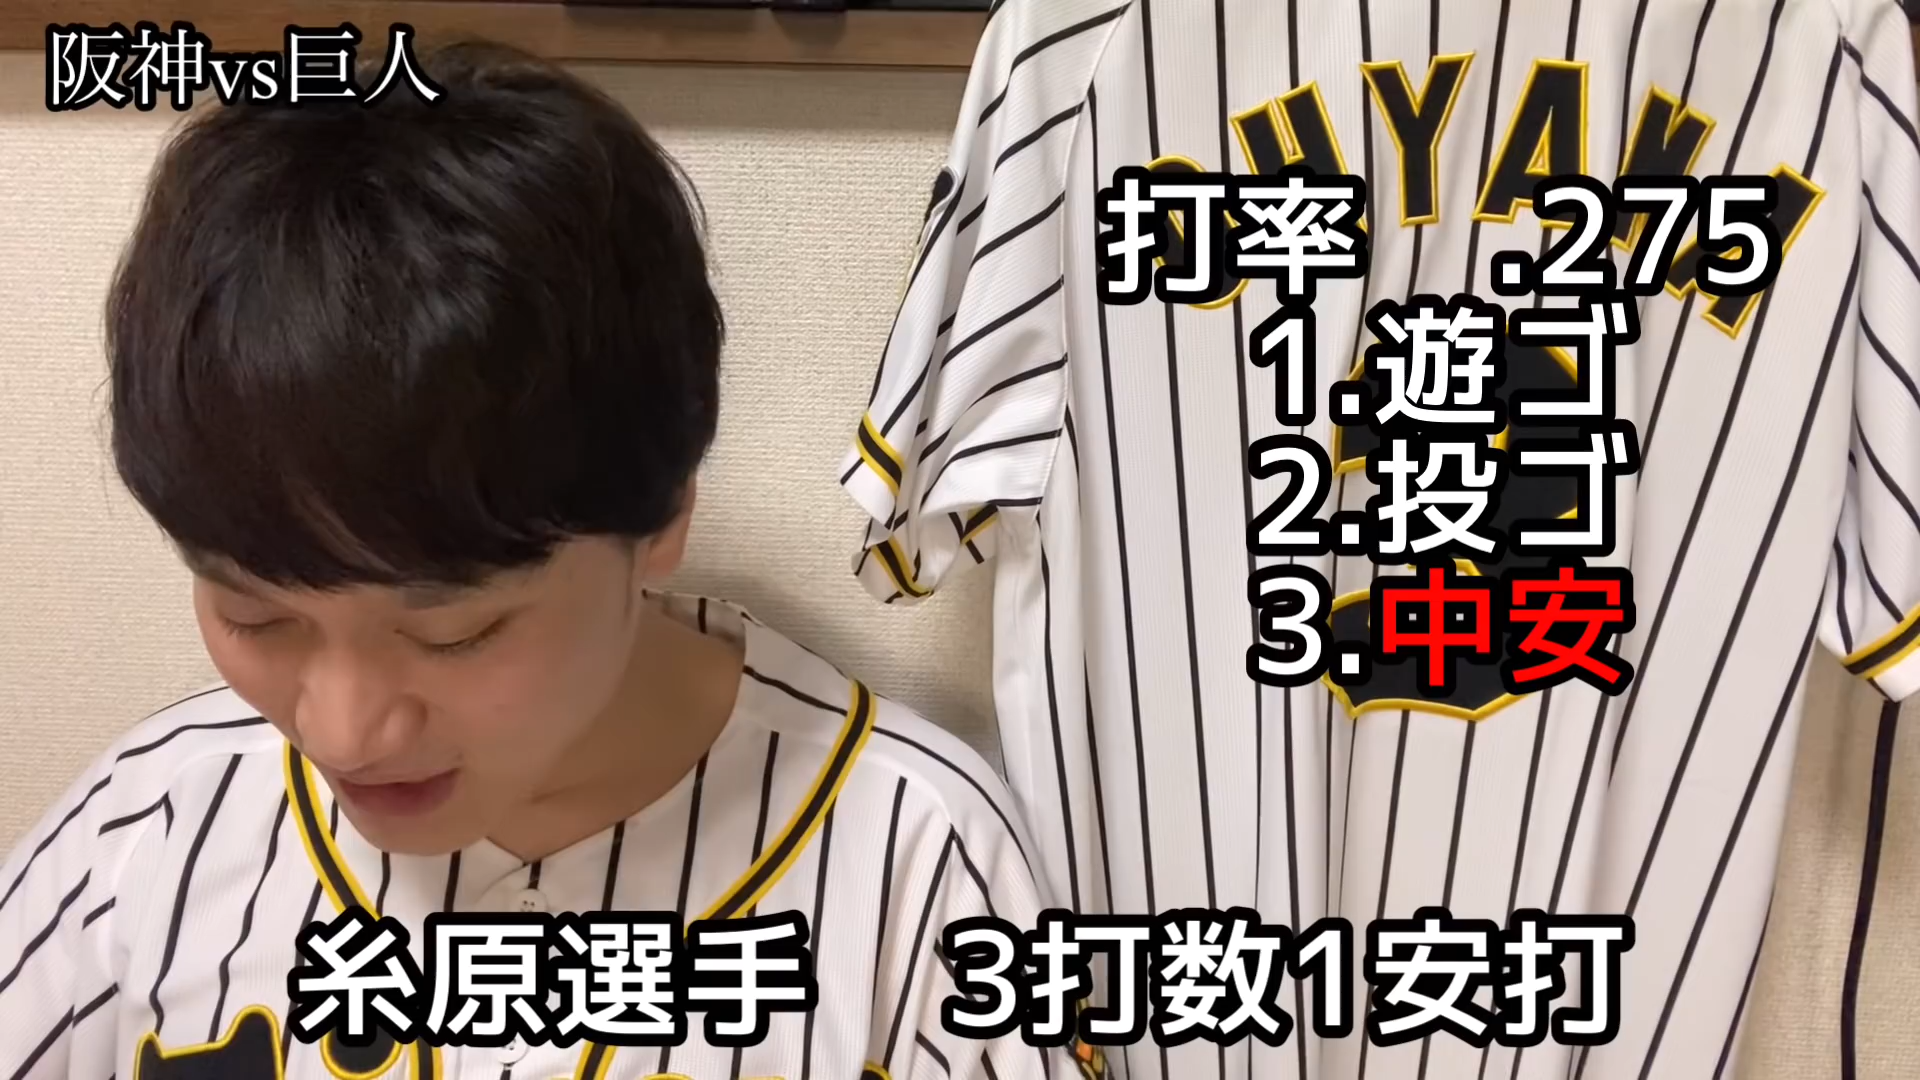 阪神vs巨人
OHYAMA
打率　.275
1.遊ゴ
2.投ゴ
3.中安
糸原選手　3打数1安打